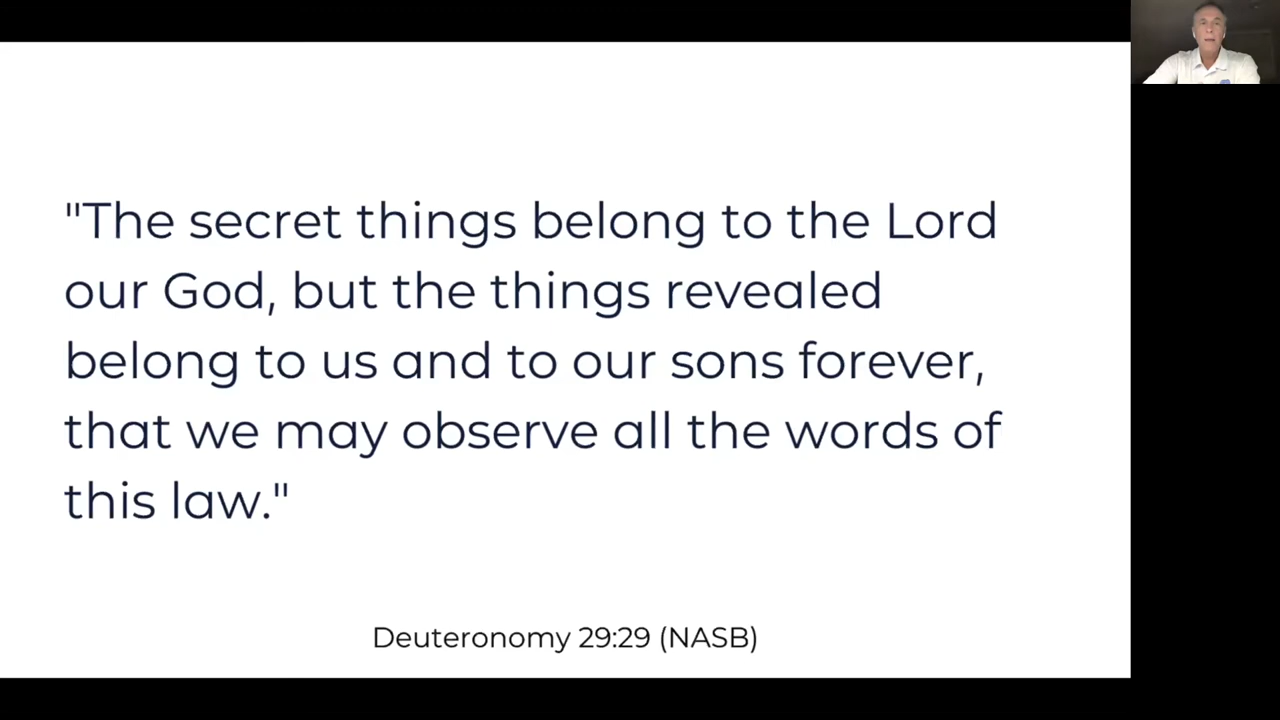 "The secret things belong to the Lord
our God, but the things revealed
belong to us and to our sons forever,
that we may observe all the words of
this law."
Deuteronomy 29:29 (NASB)